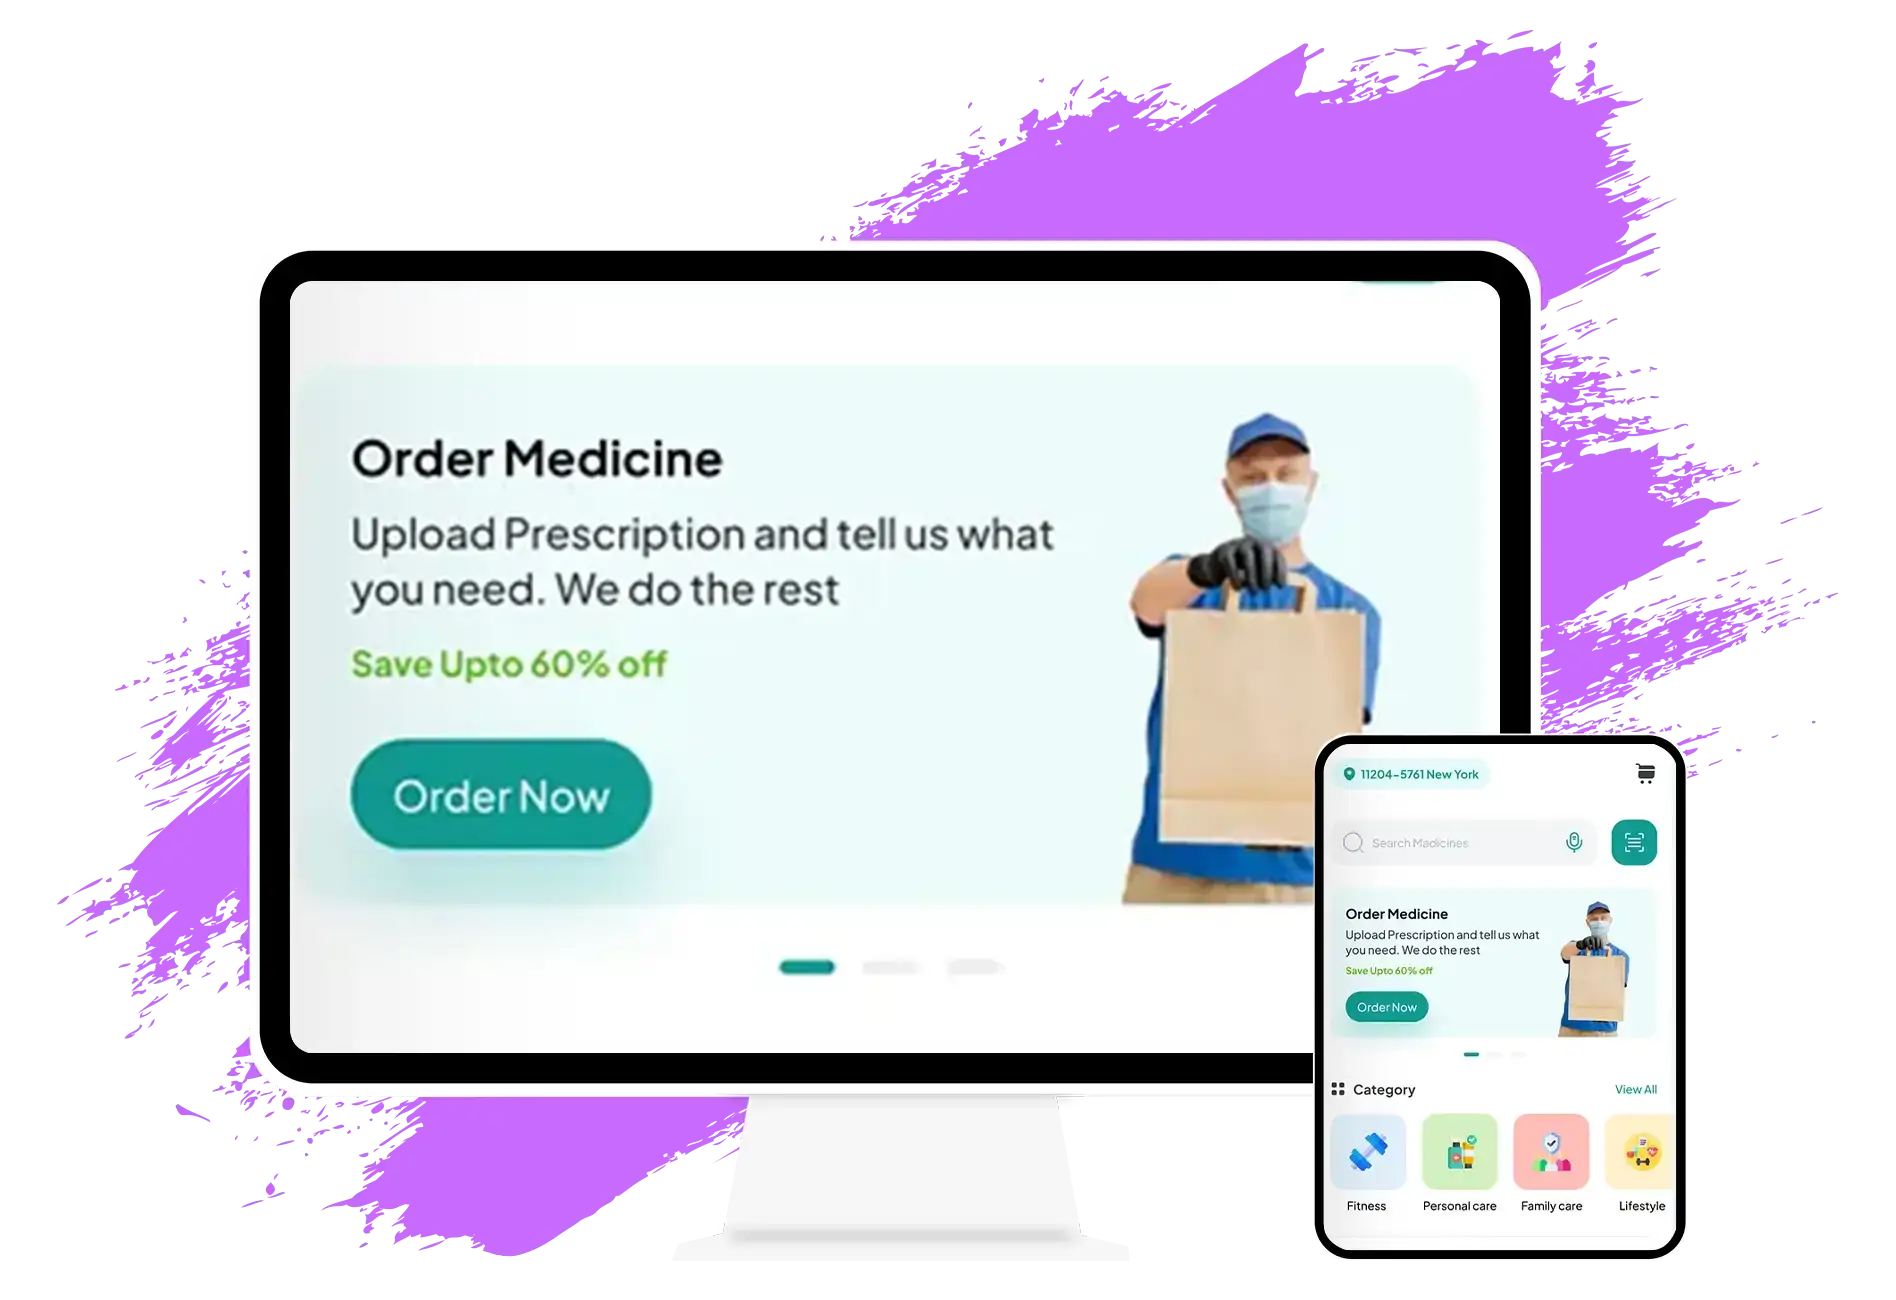 Order Medicine
Upload Prescription and tell us what
you need. We do the rest
Save Upto 60% off
Order Now
11204-5761 New York
Search Madicines
Order Medicine
Upload Prescription and tell us what
you need. We do the rest
Save Upto 60% off
Order Now
Category
View All
Fitness
Personal care
Family care
Lifestyle